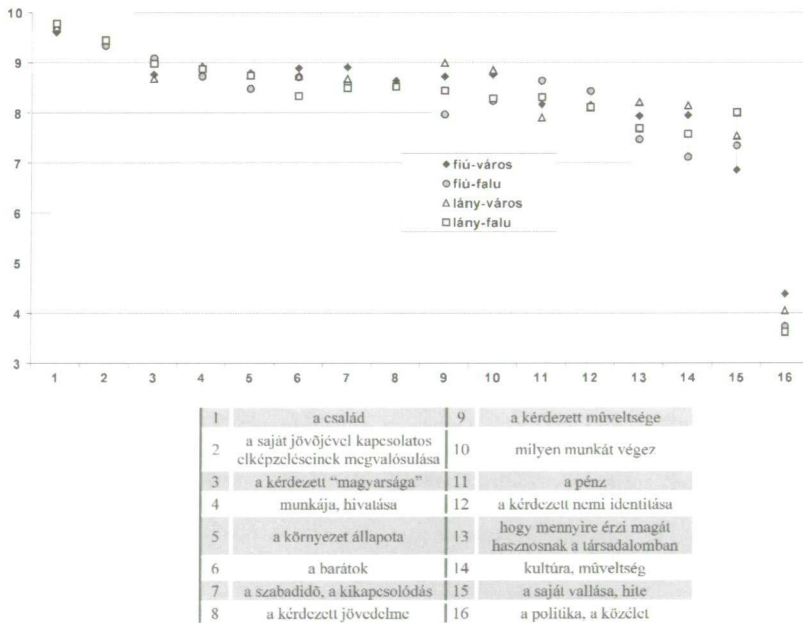 10
9
8
7
6
5
4
3
fiú-város
fiú-falu
lány-város
lány-falu
1 2 3 4 5 6 7 8 9 10 11 12 13 14 15 16
1 a család 9 a kérdezett mûveltsége
2 a saját jövõjével kapcsolatos elképzeléseinek megvalósulása 10 milyen munkát végez
3 a kérdezett “magyarsága” 11 a pénz
4 munkája, hivatása 12 a kérdezett nemi identitása
5 a környezet állapota 13 hogy mennyire érzi magát hasznosnak a társadalomban
6 a barátok 14 kultúra, mûveltség
7 a szabadidõ, a kikapcsolódás 15 a saját vallása, hite
8 a kérdezett jövedelme 16 a politika, a közélet